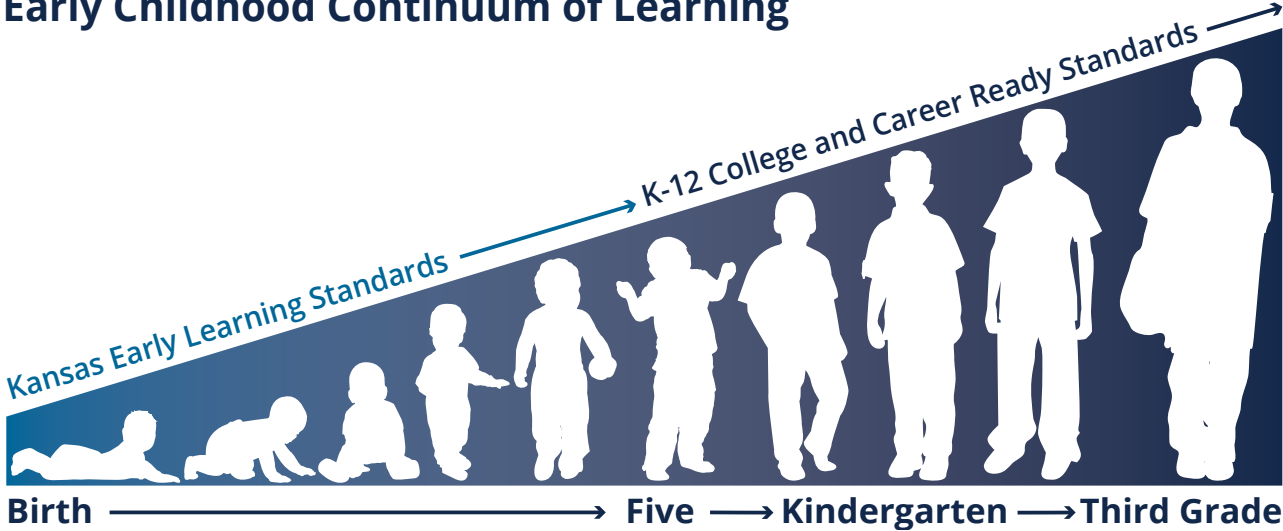 Early Childhood Continuum of Learning
Kansas Early Learning Standards
K-12 College and Career Ready Standards
Birth Five Kindergarten Third Grade